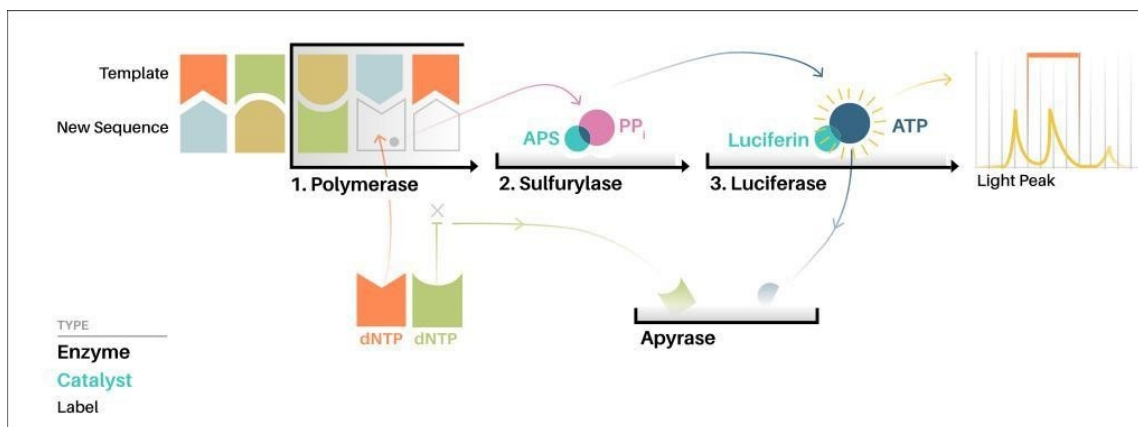 Template
New Sequence
APS
PPi
Luciferin
ATP
1. Polymerase
2. Sulfurylase
3. Luciferase
Light Peak
dNTP
dNTP
Apyrase
TYPE
Enzyme
Catalyst
Label